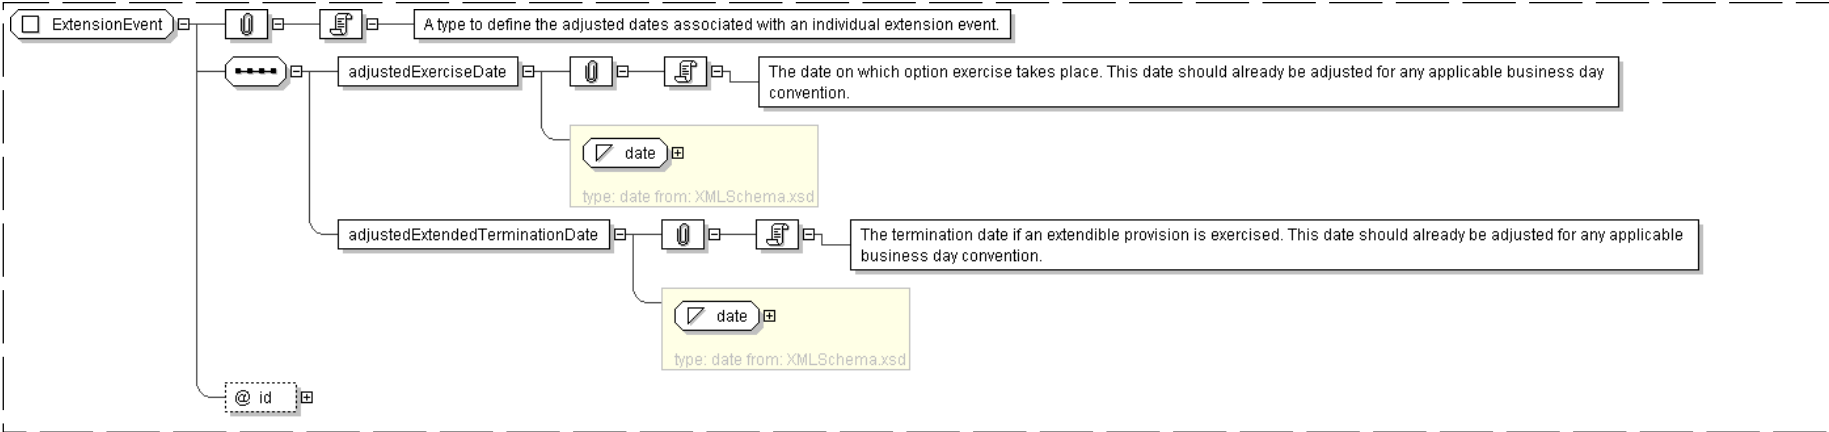 ExtensionEvent
A type to define the adjusted dates associated with an individual extension event.
adjustedExerciseDate
The date on which option exercise takes place. This date should already be adjusted for any applicable business day
convention.
date
type: date from: XMLSchema.xsd
adjustedExtendedTerminationDate
The termination date if an extendible provision is exercised. This date should already be adjusted for any applicable
business day convention.
date
type: date from: XMLSchema.xsd
@ id